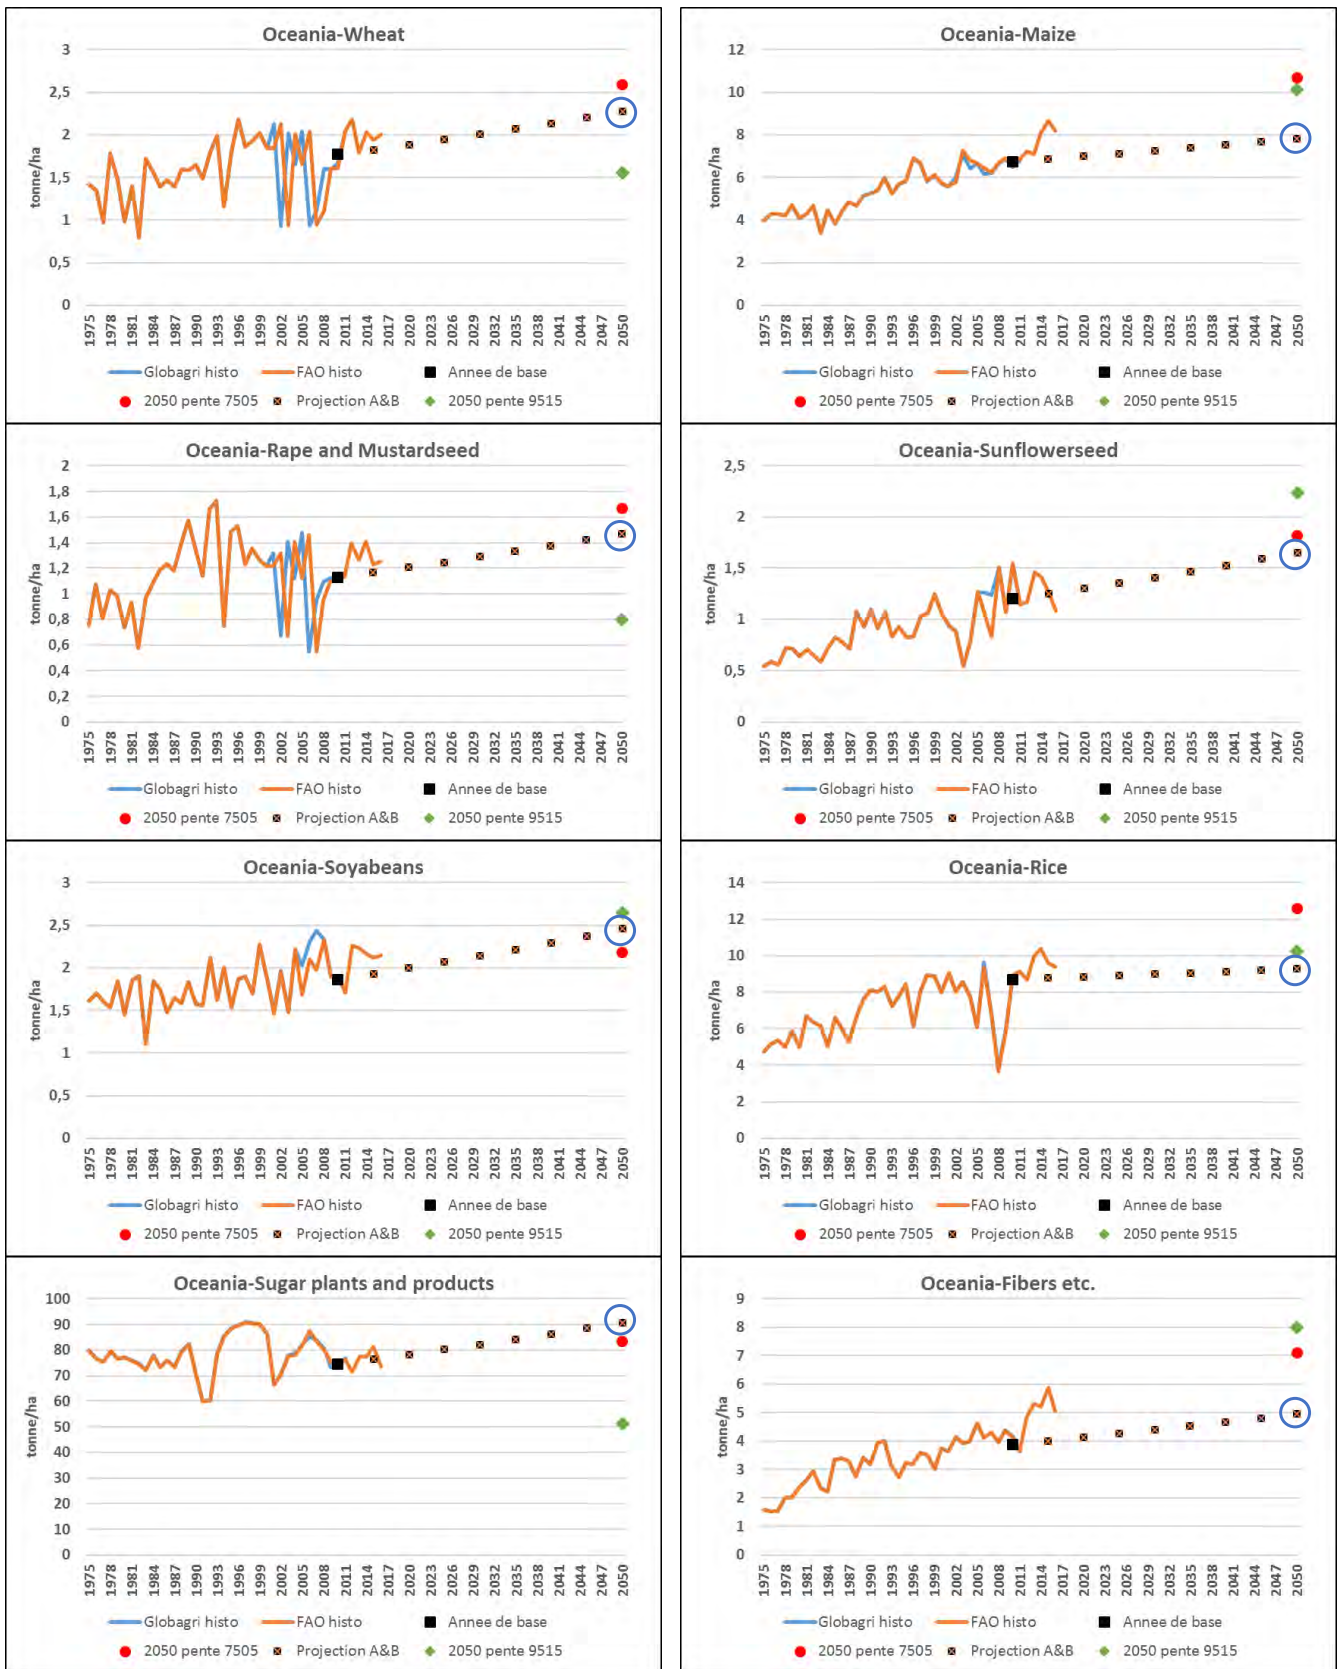 Oceania-Wheat
tonne/ha
3
2,5
2
1,5
1
0,5
0
1975 1978 1981 1984 1987 1990 1993 1996 1999 2002 2005 2008 2011 2014 2017 2020 2023 2026 2029 2032 2035 2038 2041 2044 2047 2050
Globagri histo FAO histo Annee de base
2050 pente 7505 Projection A&B 2050 pente 9515
Oceania-Maize
tonne/ha
12
10
8
6
4
2
0
1975 1978 1981 1984 1987 1990 1993 1996 1999 2002 2005 2008 2011 2014 2017 2020 2023 2026 2029 2032 2035 2038 2041 2044 2047 2050
Globagri histo FAO histo Annee de base
2050 pente 7505 Projection A&B 2050 pente 9515
Oceania-Rape and Mustardseed
tonne/ha
2
1,8
1,6
1,4
1,2
1
0,8
0,6
0,4
0,2
0
1975 1978 1981 1984 1987 1990 1993 1996 1999 2002 2005 2008 2011 2014 2017 2020 2023 2026 2029 2032 2035 2038 2041 2044 2047 2050
Globagri histo FAO histo Annee de base
2050 pente 7505 Projection A&B 2050 pente 9515
Oceania-Sunflowerseed
tonne/ha
2,5
2
1,5
1
0,5
0
1975 1978 1981 1984 1987 1990 1993 1996 1999 2002 2005 2008 2011 2014 2017 2020 2023 2026 2029 2032 2035 2038 2041 2044 2047 2050
Globagri histo FAO histo Annee de base
2050 pente 7505 Projection A&B 2050 pente 9515
Oceania-Soyabeans
tonne/ha
3
2,5
2
1,5
1
0,5
0
1975 1978 1981 1984 1987 1990 1993 1996 1999 2002 2005 2008 2011 2014 2017 2020 2023 2026 2029 2032 2035 2038 2041 2044 2047 2050
Globagri histo FAO histo Annee de base
2050 pente 7505 Projection A&B 2050 pente 9515
Oceania-Rice
tonne/ha
14
12
10
8
6
4
2
0
1975 1978 1981 1984 1987 1990 1993 1996 1999 2002 2005 2008 2011 2014 2017 2020 2023 2026 2029 2032 2035 2038 2041 2044 2047 2050
Globagri histo FAO histo Annee de base
2050 pente 7505 Projection A&B 2050 pente 9515
Oceania-Sugar plants and products
tonne/ha
100
90
80
70
60
50
40
30
20
10
0
1975 1978 1981 1984 1987 1990 1993 1996 1999 2002 2005 2008 2011 2014 2017 2020 2023 2026 2029 2032 2035 2038 2041 2044 2047 2050
Globagri histo FAO histo Annee de base
2050 pente 7505 Projection A&B 2050 pente 9515
Oceania-Fibers etc.
tonne/ha
9
8
7
6
5
4
3
2
1
0
1975 1978 1981 1984 1987 1990 1993 1996 1999 2002 2005 2008 2011 2014 2017 2020 2023 2026 2029 2032 2035 2038 2041 2044 2047 2050
Globagri histo FAO histo Annee de base
2050 pente 7505 Projection A&B 2050 pente 9515